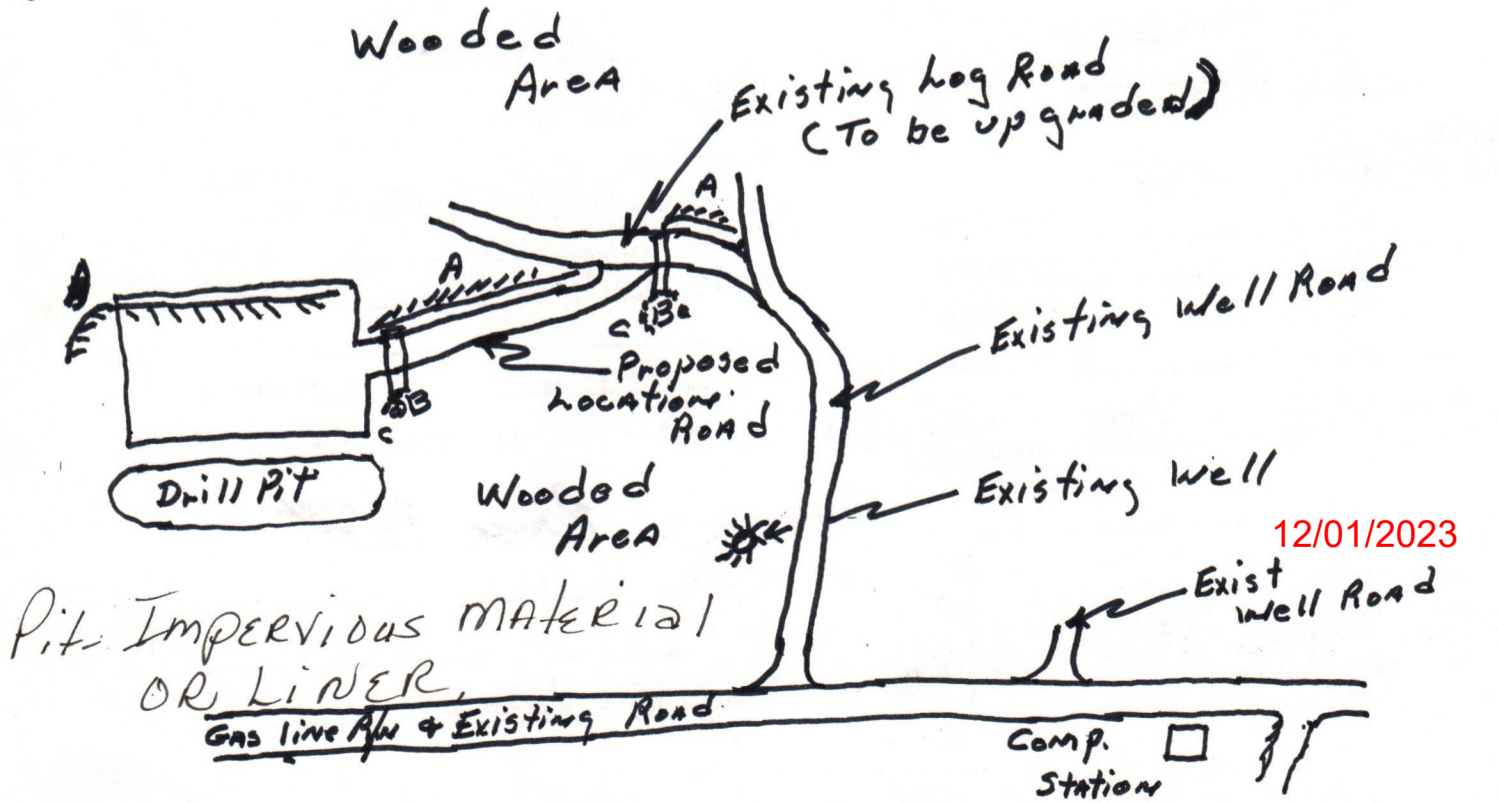 Wooded
Area
Existing Log Road
(To be upgraded)
A
A
A
B
C
C
B
C
Proposed
Location
Road
Existing Well Road
B
C
Drill Pit
Wooded
Area
Existing Well
12/01/2023
Exist
Well Road
Pit Impervious Material
OR LINER.
Gas line R/W & Existing Road
Comp.
Station